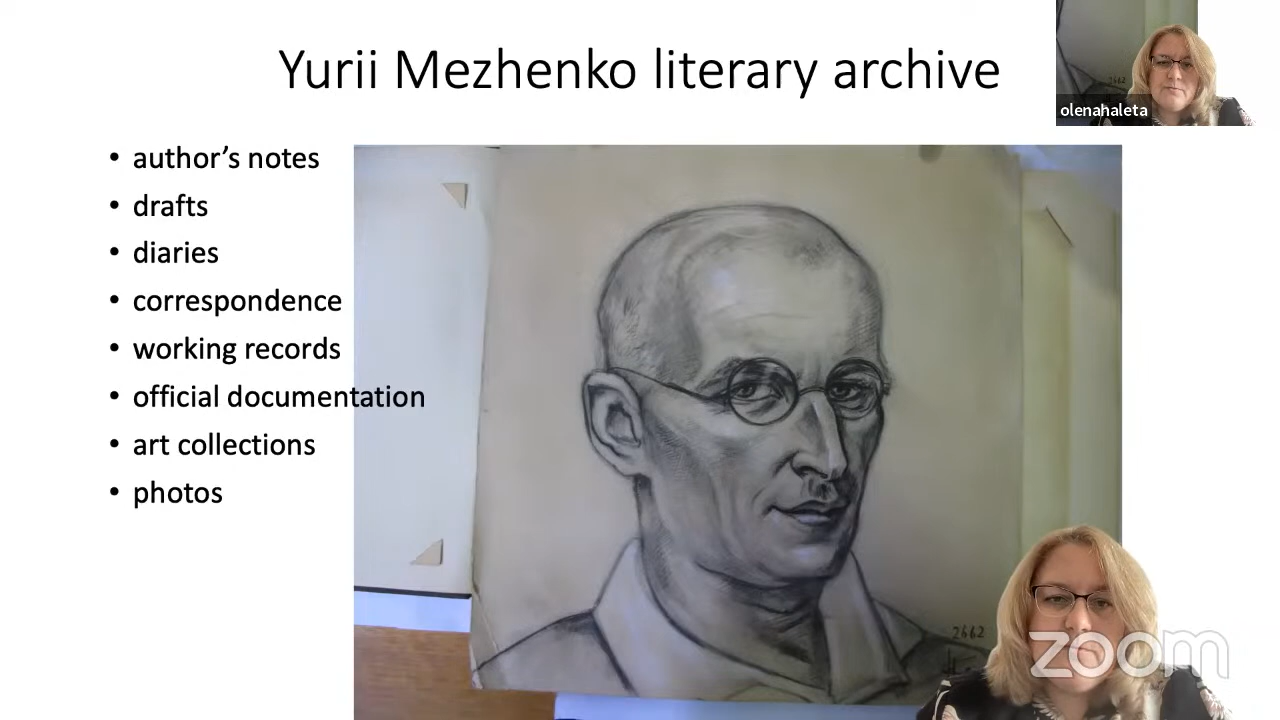 Yurii Mezhenko literary archive
olenahaleta
• author’s notes
• drafts
• diaries
• correspondence
• working records
• official documentation
• art collections
• photos
2662
zoom